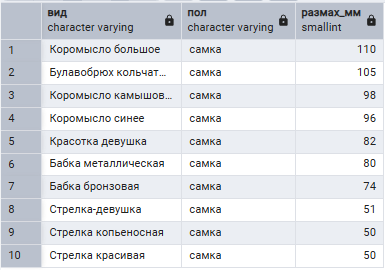 вид пол размах_мм
character varying character varying smallint
1 Коромысло большое самка 110
2 Булавобрюх кольчат… самка 105
3 Коромысло камышов… самка 98
4 Коромысло синее самка 96
5 Красотка девушка самка 82
6 Бабка металлическая самка 80
7 Бабка бронзовая самка 74
8 Стрелка-девушка самка 51
9 Стрелка копьеносная самка 50
10 Стрелка красивая самка 50